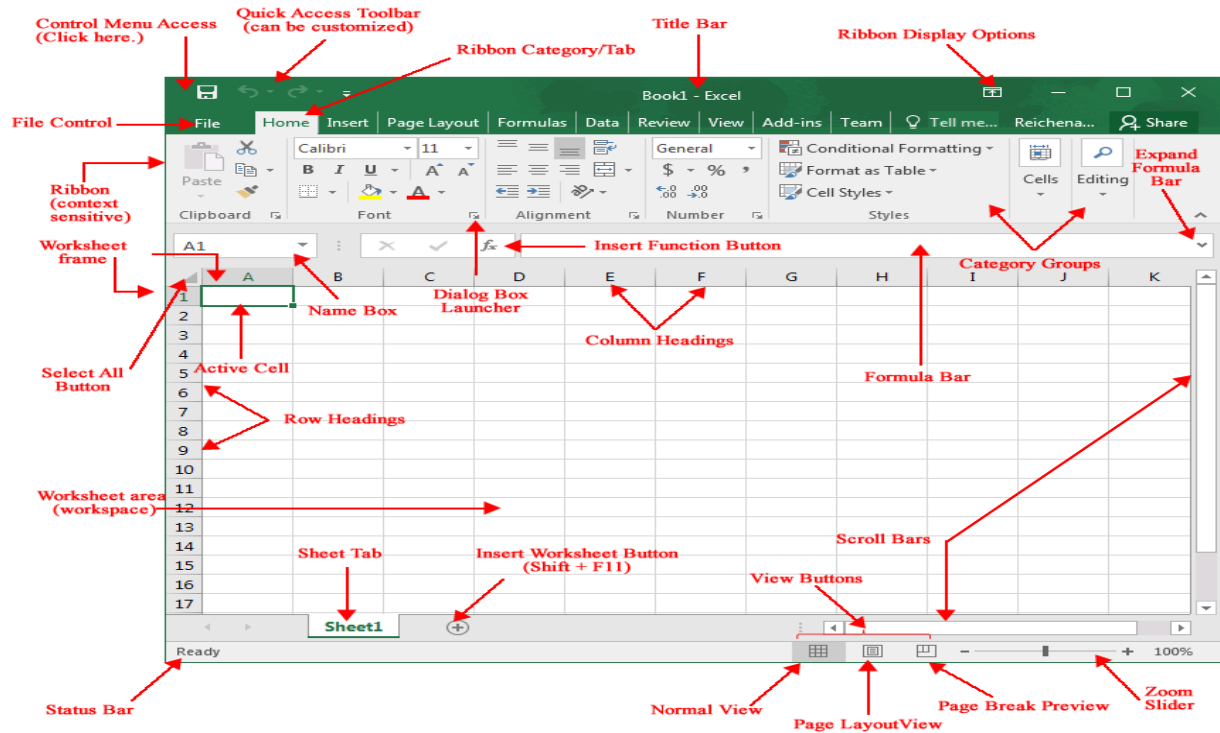 Control Menu Access
(Click here.)
Quick Access Toolbar
(can be customized)
Ribbon Category/Tab
Title Bar
Ribbon Display Options
Book1 - Excel
File Control
File Home Insert Page Layout Formulas Data Review View Add-ins Team Tell me... Reichena... Share
Ribbon
(context
sensitive)
Paste
Clipboard
Calibri 11
B I U A A
A
Font
Alignment
General
$ % ,
.00 .00
Number
Conditional Formatting
Format as Table
Cell Styles
Styles
Cells
Editing
Expand
Formula
Bar
Worksheet
frame
A1
fx
Insert Function Button
Category Groups
A B C D E F G H I J K
Name Box
Dialog Box
Launcher
Column Headings
Select All
Button
Active Cell
Formula Bar
Row Headings
1
2
3
4
5
6
7
8
9
10
11
12
13
14
15
16
17
Worksheet area
(workspace)
Sheet Tab
Insert Worksheet Button
(Shift + F11)
Scroll Bars
View Buttons
Sheet1
Ready
100%
Status Bar
Normal View
Page LayoutView
Page Break Preview
Zoom
Slider